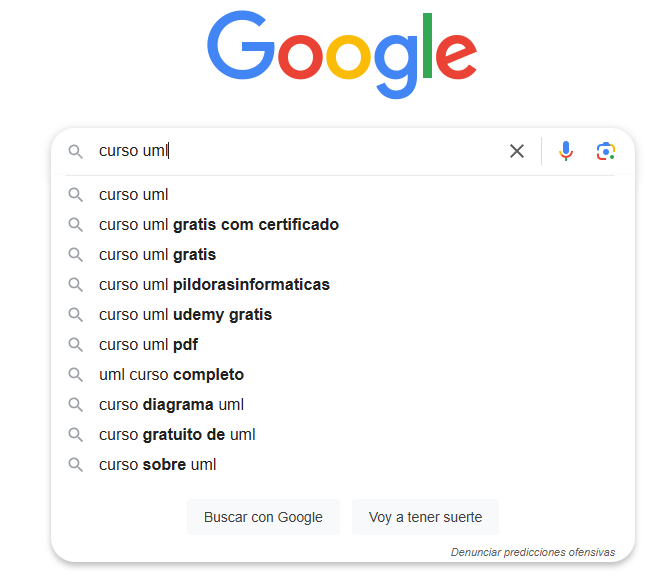 Google
curso uml
curso uml
curso uml gratis com certificado
curso uml gratis
curso uml pildorasinformaticas
curso uml udemy gratis
curso uml pdf
uml curso completo
curso diagrama uml
curso gratuito de uml
curso sobre uml
Buscar con Google Voy a tener suerte
Denunciar predicciones ofensivas